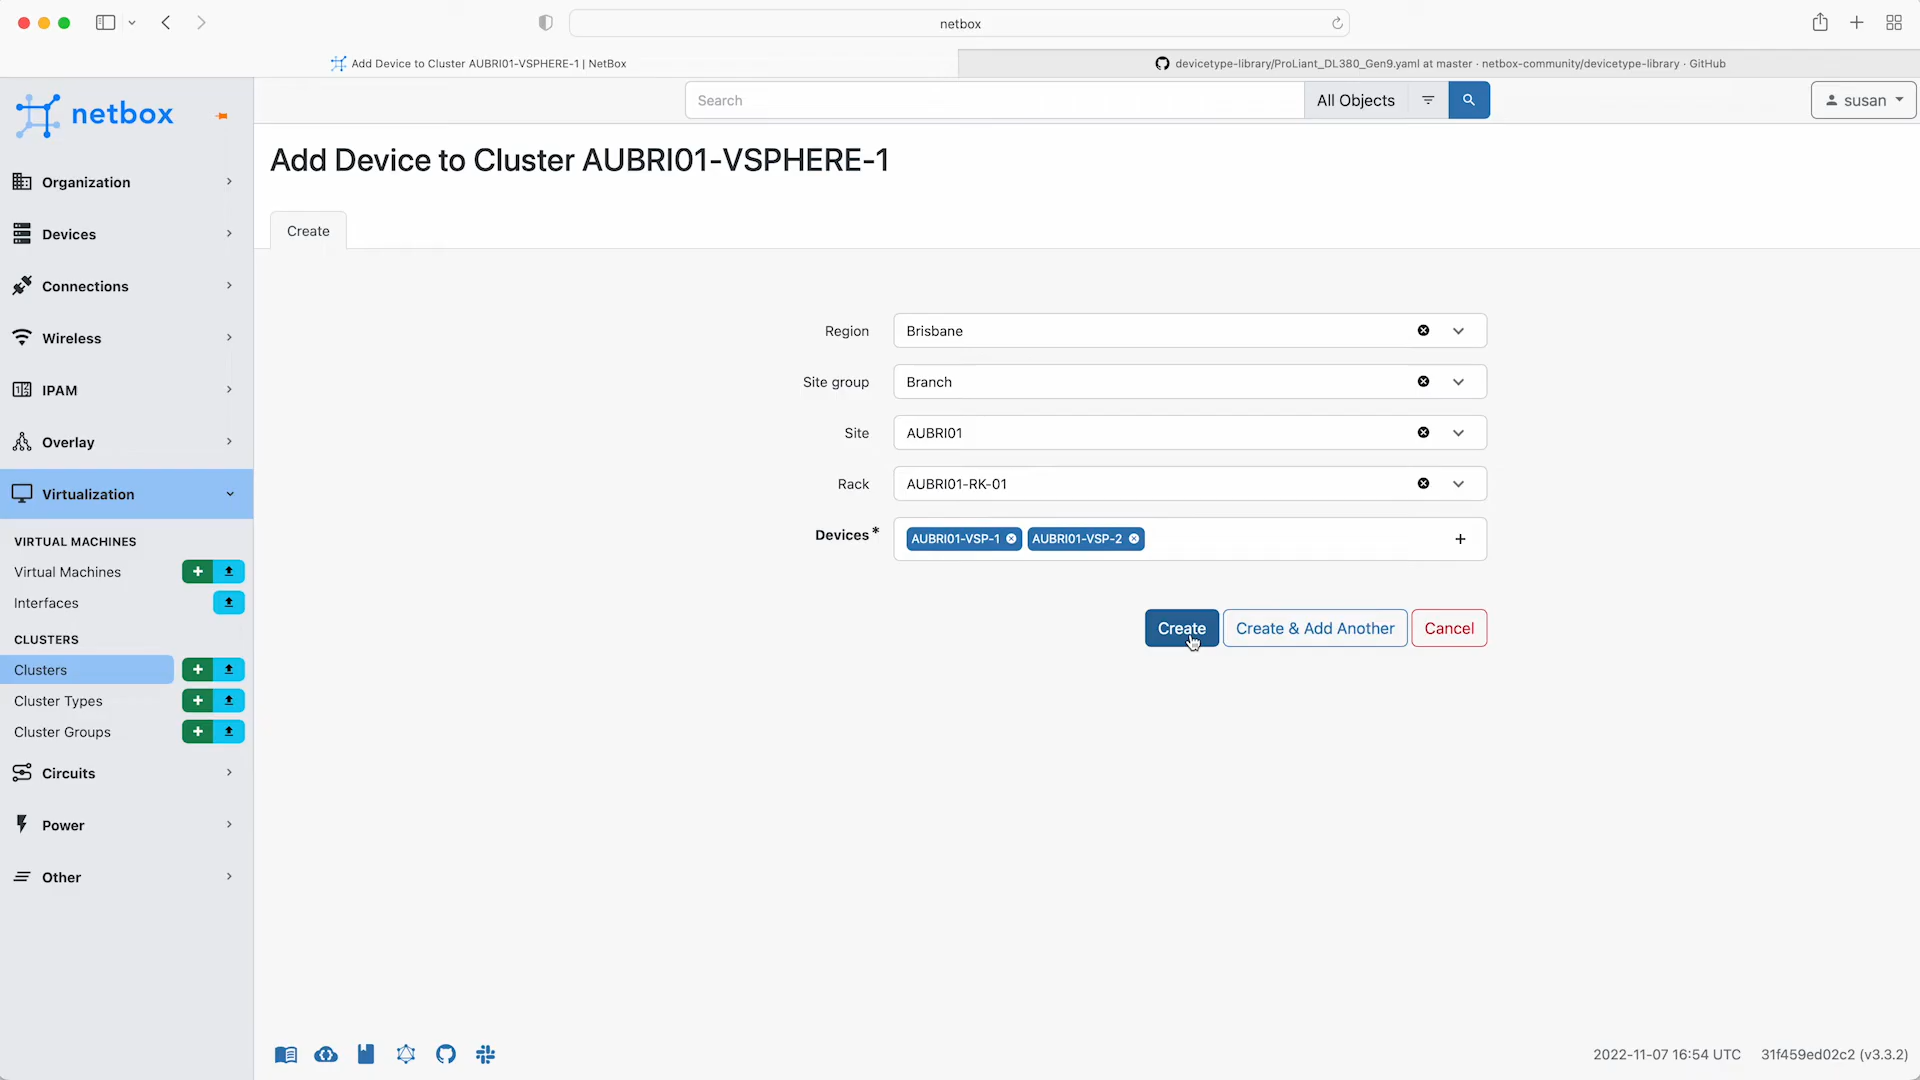 netbox
Add Device to Cluster AUBRI01-VSPHERE-1 | NetBox
devicetype-library/ProLiant_DL380_Gen9.yaml at master · netbox-community/devicetype-library · GitHub
netbox
Search
All Objects
susan
Add Device to Cluster AUBRI01-VSPHERE-1
Create
Organization
Devices
Connections
Wireless
IPAM
Overlay
Virtualization
VIRTUAL MACHINES
Virtual Machines
Interfaces
CLUSTERS
Clusters
Cluster Types
Cluster Groups
Circuits
Power
Other
Region Brisbane
Site group Branch
Site AUBRI01
Rack AUBRI01-RK-01
Devices* AUBRI01-VSP-1 AUBRI01-VSP-2
Create Create & Add Another Cancel
2022-11-07 16:54 UTC 31f459ed02c2 (v3.3.2)